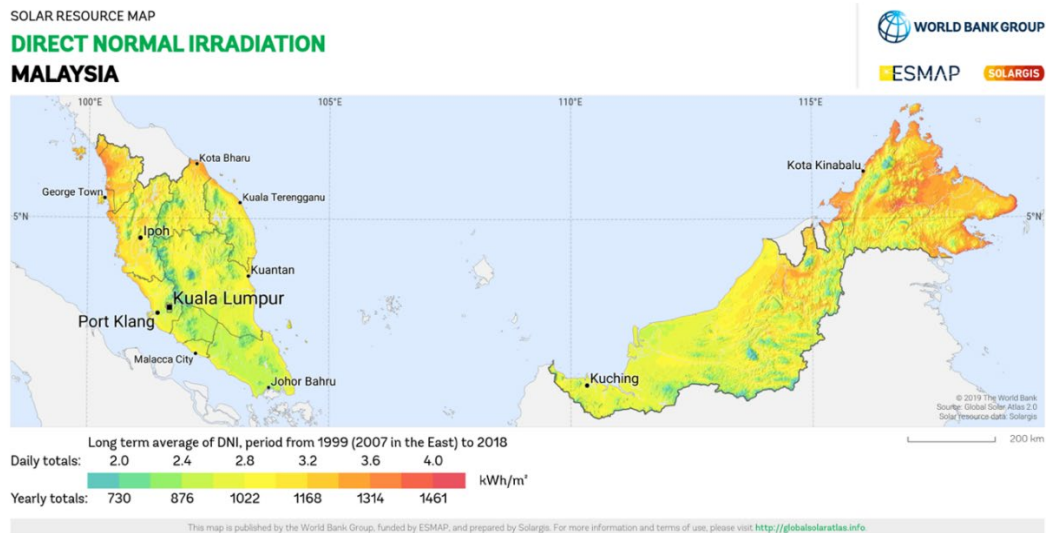 SOLAR RESOURCE MAP
DIRECT NORMAL IRRADIATION
MALAYSIA
WORLD BANK GROUP
ESMAP
SOLARGIS
100°E
105°E
110°E
115°E
Kota Bharu
Kota Kinabalu
George Town
Kuala Terengganu
5°N
5°N
Ipoh
Kuantan
Kuala Lumpur
Port Klang
Malacca City
Johor Bahru
Kuching
© 2019 The World Bank
Source: Global Solar Atlas 2.0
Solar resource data: Solargis
200 km
Long term average of DNI, period from 1999 (2007 in the East) to 2018
Daily totals: 2.0 2.4 2.8 3.2 3.6 4.0
kWh/m²
Yearly totals: 730 876 1022 1168 1314 1461
This map is published by the World Bank Group, funded by ESMAP, and prepared by Solargis. For more information and terms of use, please visit http://globalsolaratlas.info.